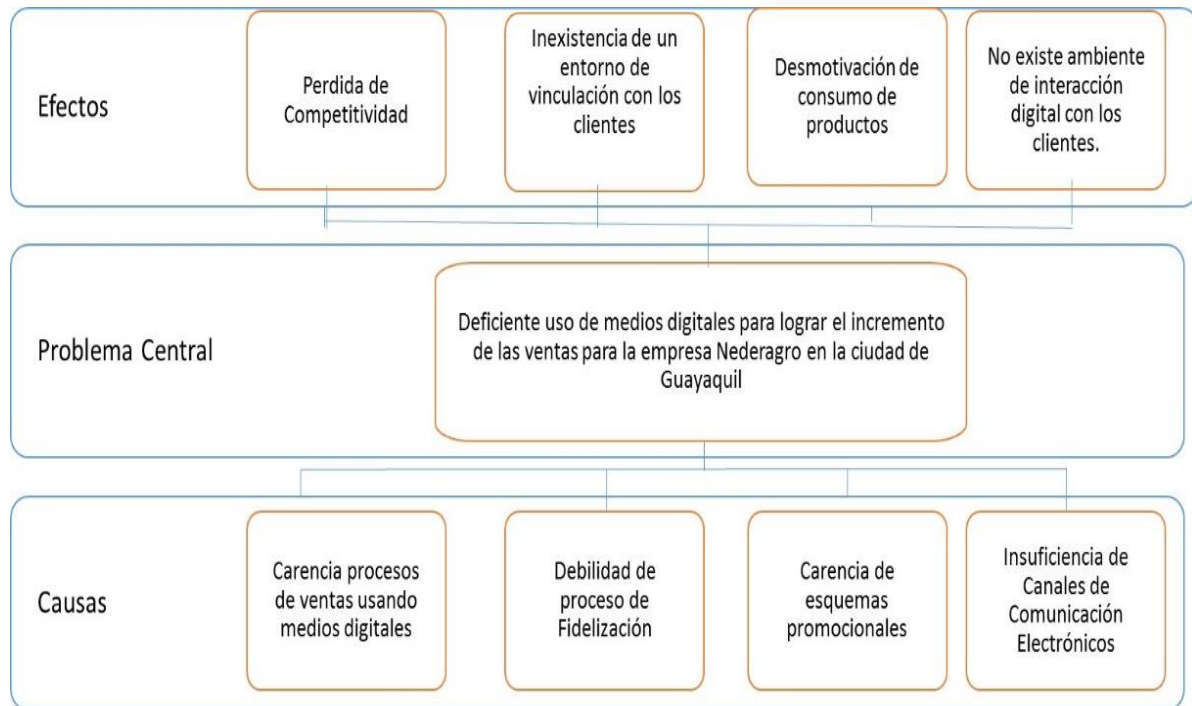 Efectos
Perdida de
Competitividad
Inexistencia de un
entorno de
vinculación con los
clientes
Desmotivación de
consumo de
productos
No existe ambiente
de interacción
digital con los
clientes.
Problema Central
Deficiente uso de medios digitales para lograr el incremento
de las ventas para la empresa Nederagro en la ciudad de
Guayaquil
Causas
Carencia procesos
de ventas usando
medios digitales
Debilidad de
proceso de
Fidelización
Carencia de
esquemas
promocionales
Insuficiencia de
Canales de
Comunicación
Electrónicos